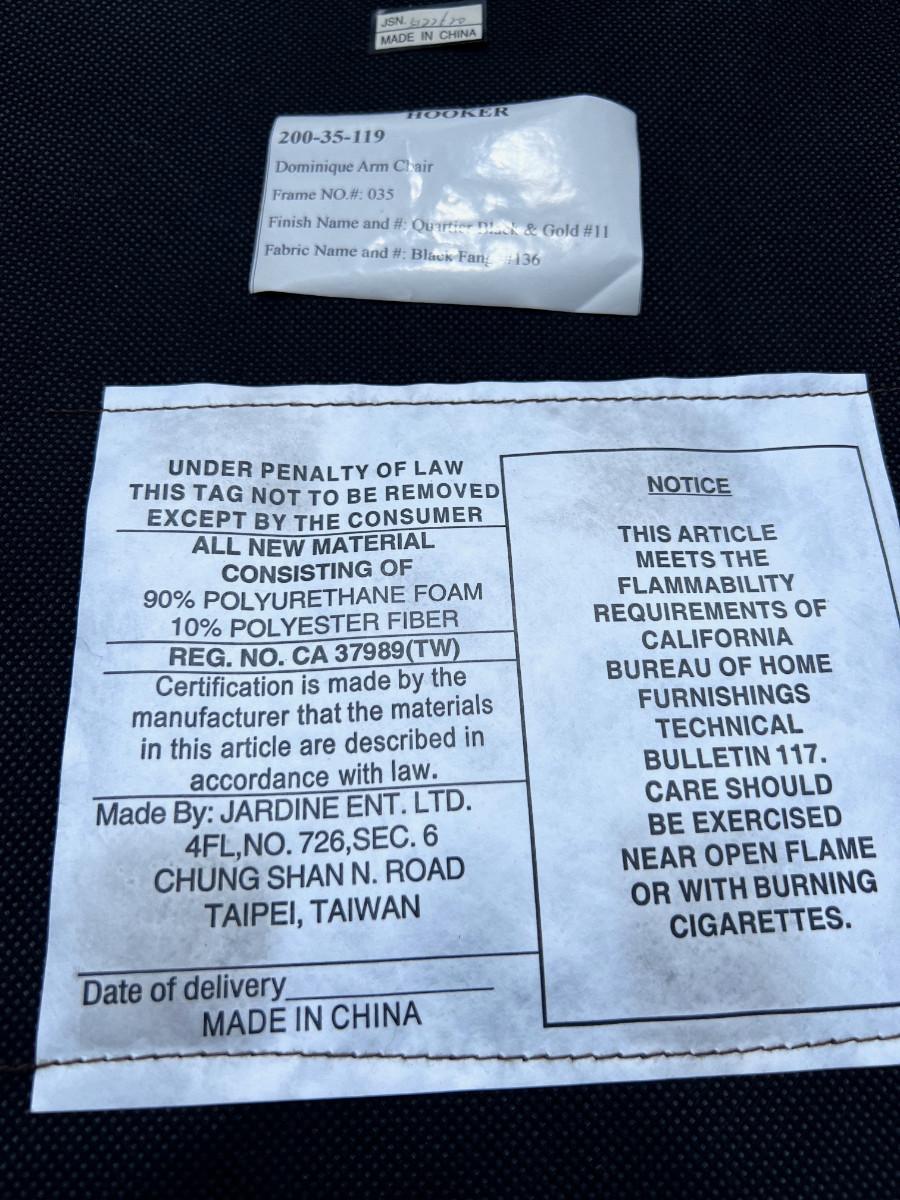 JSN.
MADE IN CHINA
HOOKER
200-35-119
Dominique Arm Chair
Frame NO.#: 035
Finish Name and #: Quartier Black & Gold #11
Fabric Name and #: Black #136
UNDER PENALTY OF LAW
THIS TAG NOT TO BE REMOVED
EXCEPT BY THE CONSUMER
ALL NEW MATERIAL
CONSISTING OF
90% POLYURETHANE FOAM
10% POLYESTER FIBER
REG. NO. CA 37989(TW)
Certification is made by the
manufacturer that the materials
in this article are described in
accordance with law.
Made By: JARDINE ENT. LTD.
4FL,NO. 726,SEC. 6
CHUNG SHAN N. ROAD
TAIPEI, TAIWAN
Date of delivery
MADE IN CHINA
NOTICE
THIS ARTICLE
MEETS THE
FLAMMABILITY
REQUIREMENTS OF
CALIFORNIA
BUREAU OF HOME
FURNISHINGS
TECHNICAL
BULLETIN 117.
CARE SHOULD
BE EXERCISED
NEAR OPEN FLAME
OR WITH BURNING
CIGARETTES.